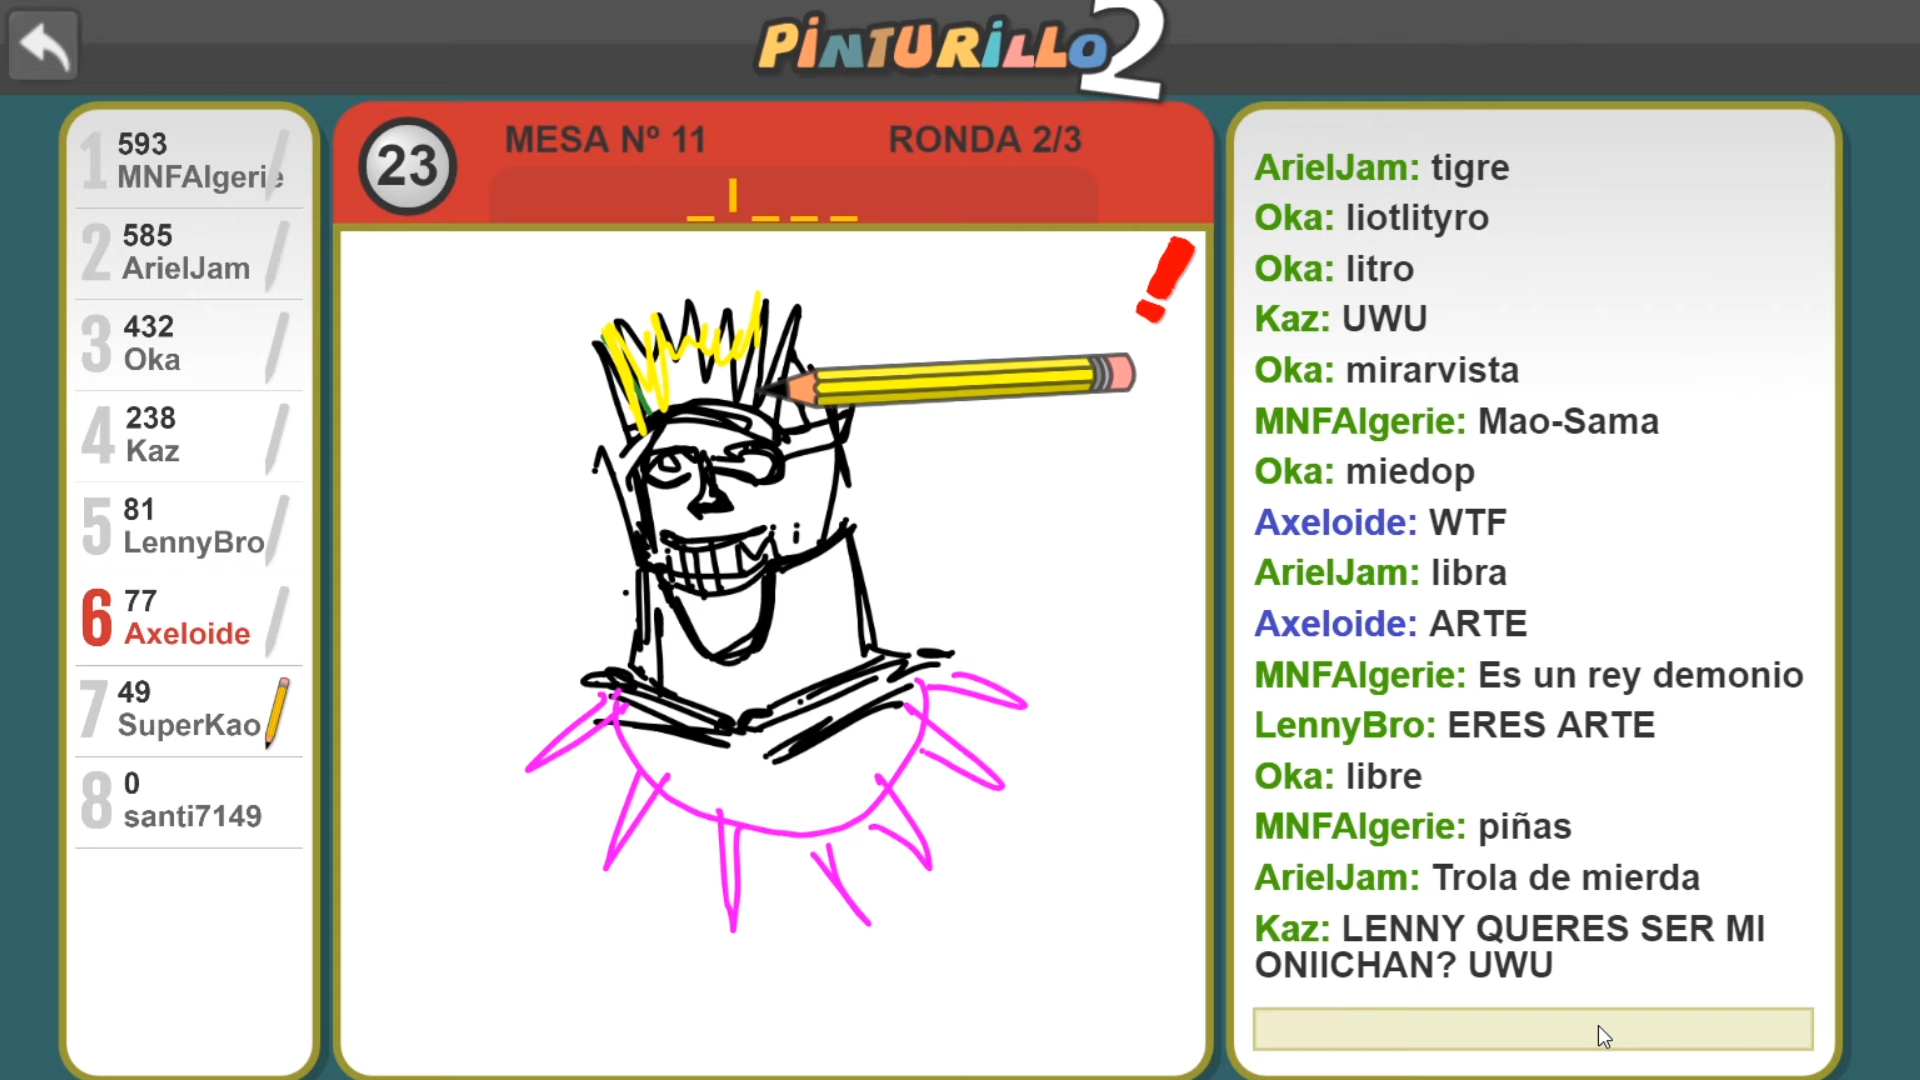 PINTURILLO 2
1 593 MNFAlgerie
2 585 ArielJam
3 432 Oka
4 238 Kaz
5 81 LennyBro
6 77 Axeloide
7 49 SuperKao
8 0 santi7149
23
MESA Nº 11
RONDA 2/3
_ I _ _ _
!
ArielJam: tigre
Oka: liotlityro
Oka: litro
Kaz: UWU
Oka: mirarvista
MNFAlgerie: Mao-Sama
Oka: miedop
Axeloide: WTF
ArielJam: libra
Axeloide: ARTE
MNFAlgerie: Es un rey demonio
LennyBro: ERES ARTE
Oka: libre
MNFAlgerie: piñas
ArielJam: Trola de mierda
Kaz: LENNY QUERES SER MI
ONIICHAN? UWU